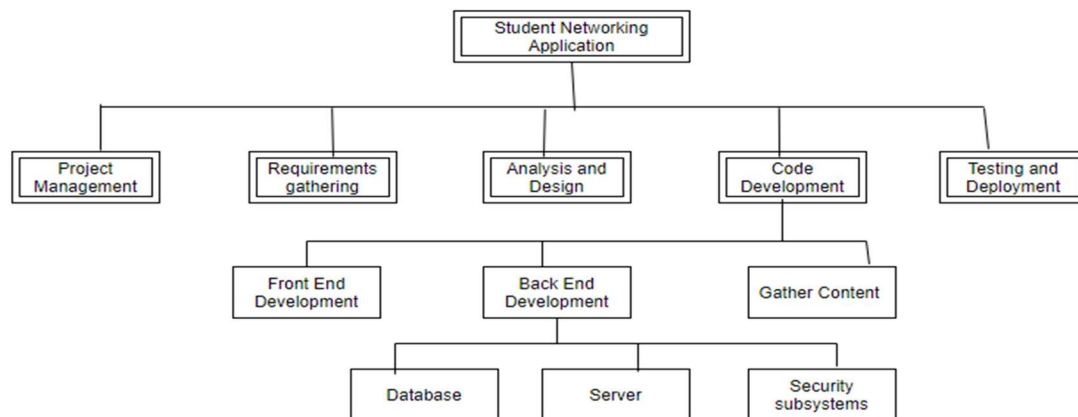 Student Networking
Application
Project
Management
Requirements
gathering
Analysis and
Design
Code
Development
Testing and
Deployment
Front End
Development
Back End
Development
Gather Content
Database
Server
Security
subsystems